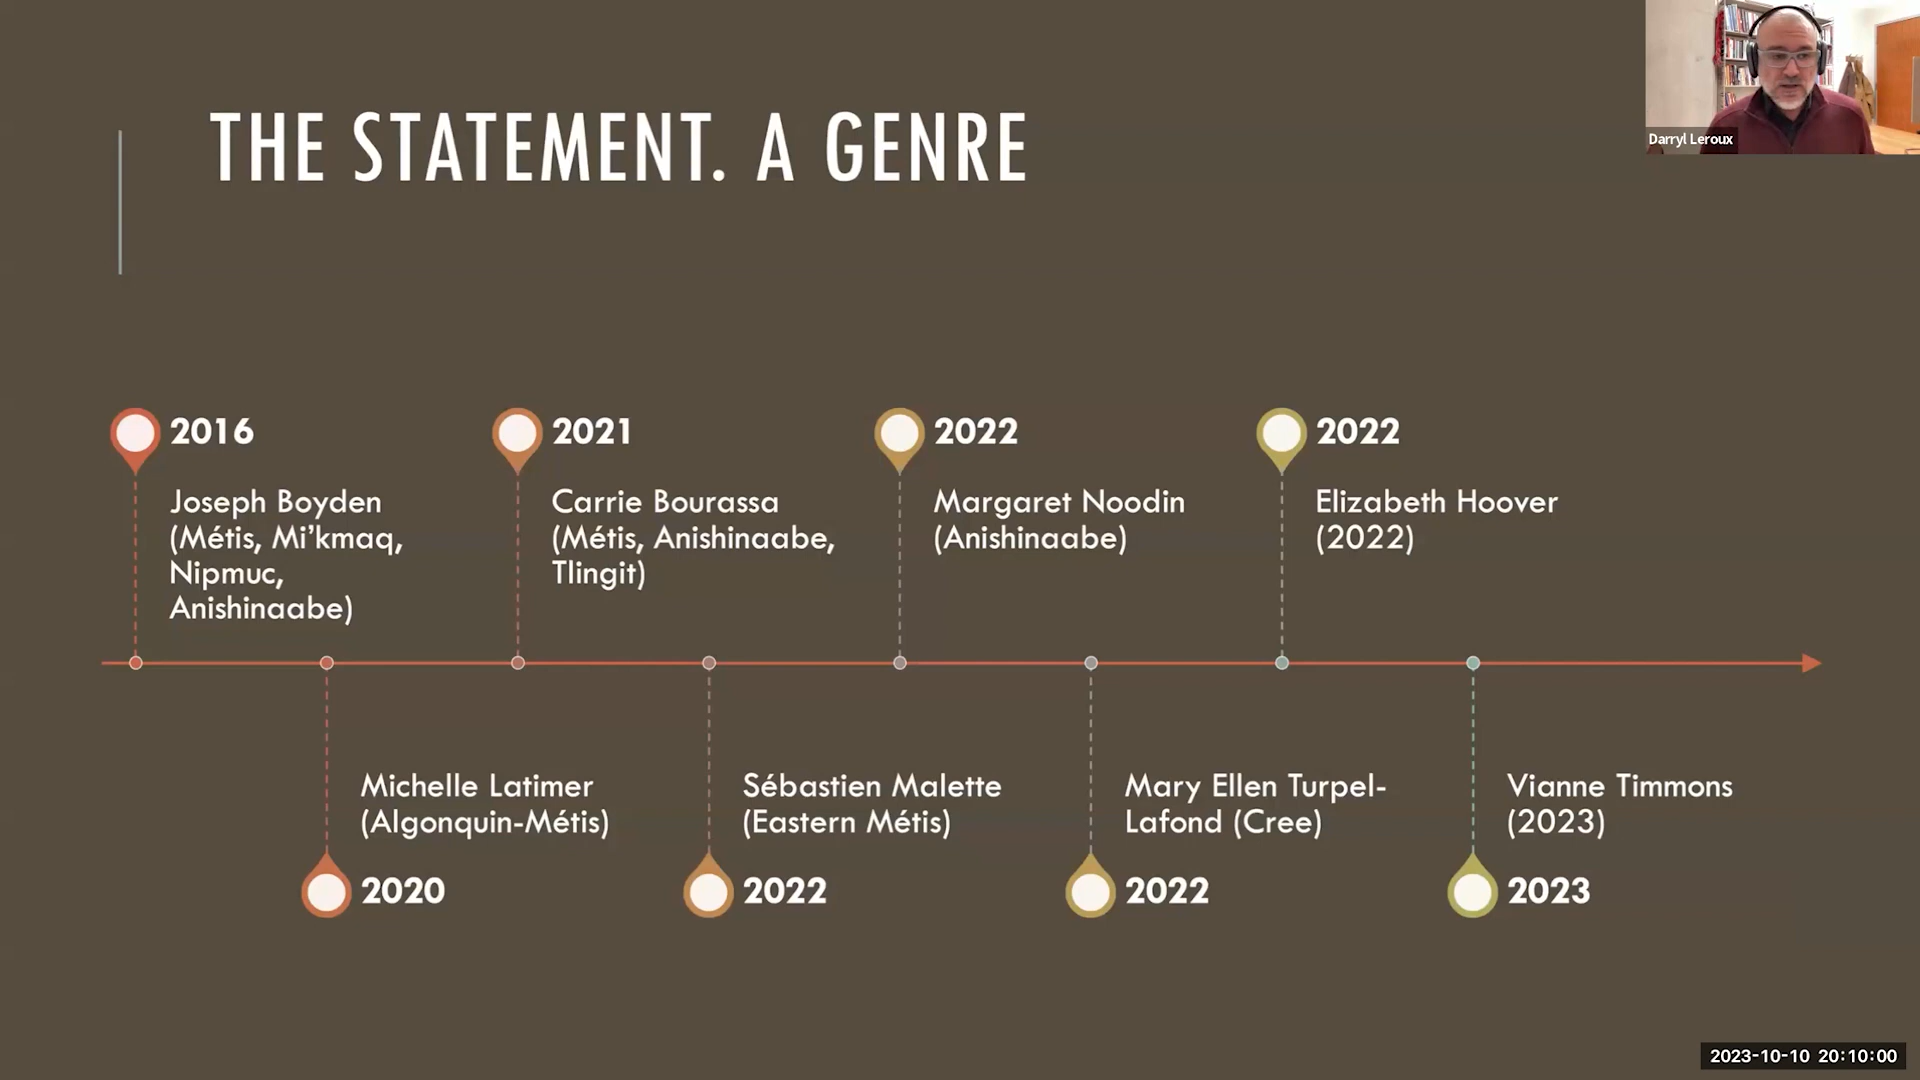 THE STATEMENT. A GENRE
Darryl Leroux
2016
Joseph Boyden
(Métis, Mi’kmaq,
Nipmuc,
Anishinaabe)
2021
Carrie Bourassa
(Métis, Anishinaabe,
Tlingit)
2022
Margaret Noodin
(Anishinaabe)
2022
Elizabeth Hoover
(2022)
Michelle Latimer
(Algonquin-Métis)
2020
Sébastien Malette
(Eastern Métis)
2022
Mary Ellen Turpel-
Lafond (Cree)
2022
Vianne Timmons
(2023)
2023
2023-10-10 20:10:00